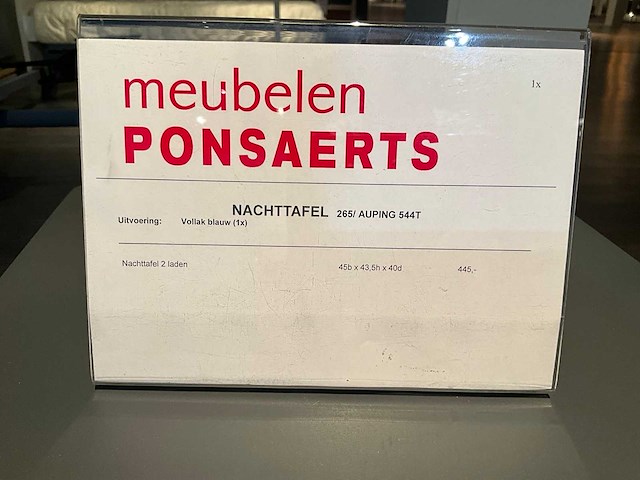 1x
meubelen
PONSAERTS
NACHTTAFEL 265/ AUPING 544T
Uitvoering: Vollak blauw (1x)
Nachttafel 2 laden 45b x 43,5h x 40d 445,-